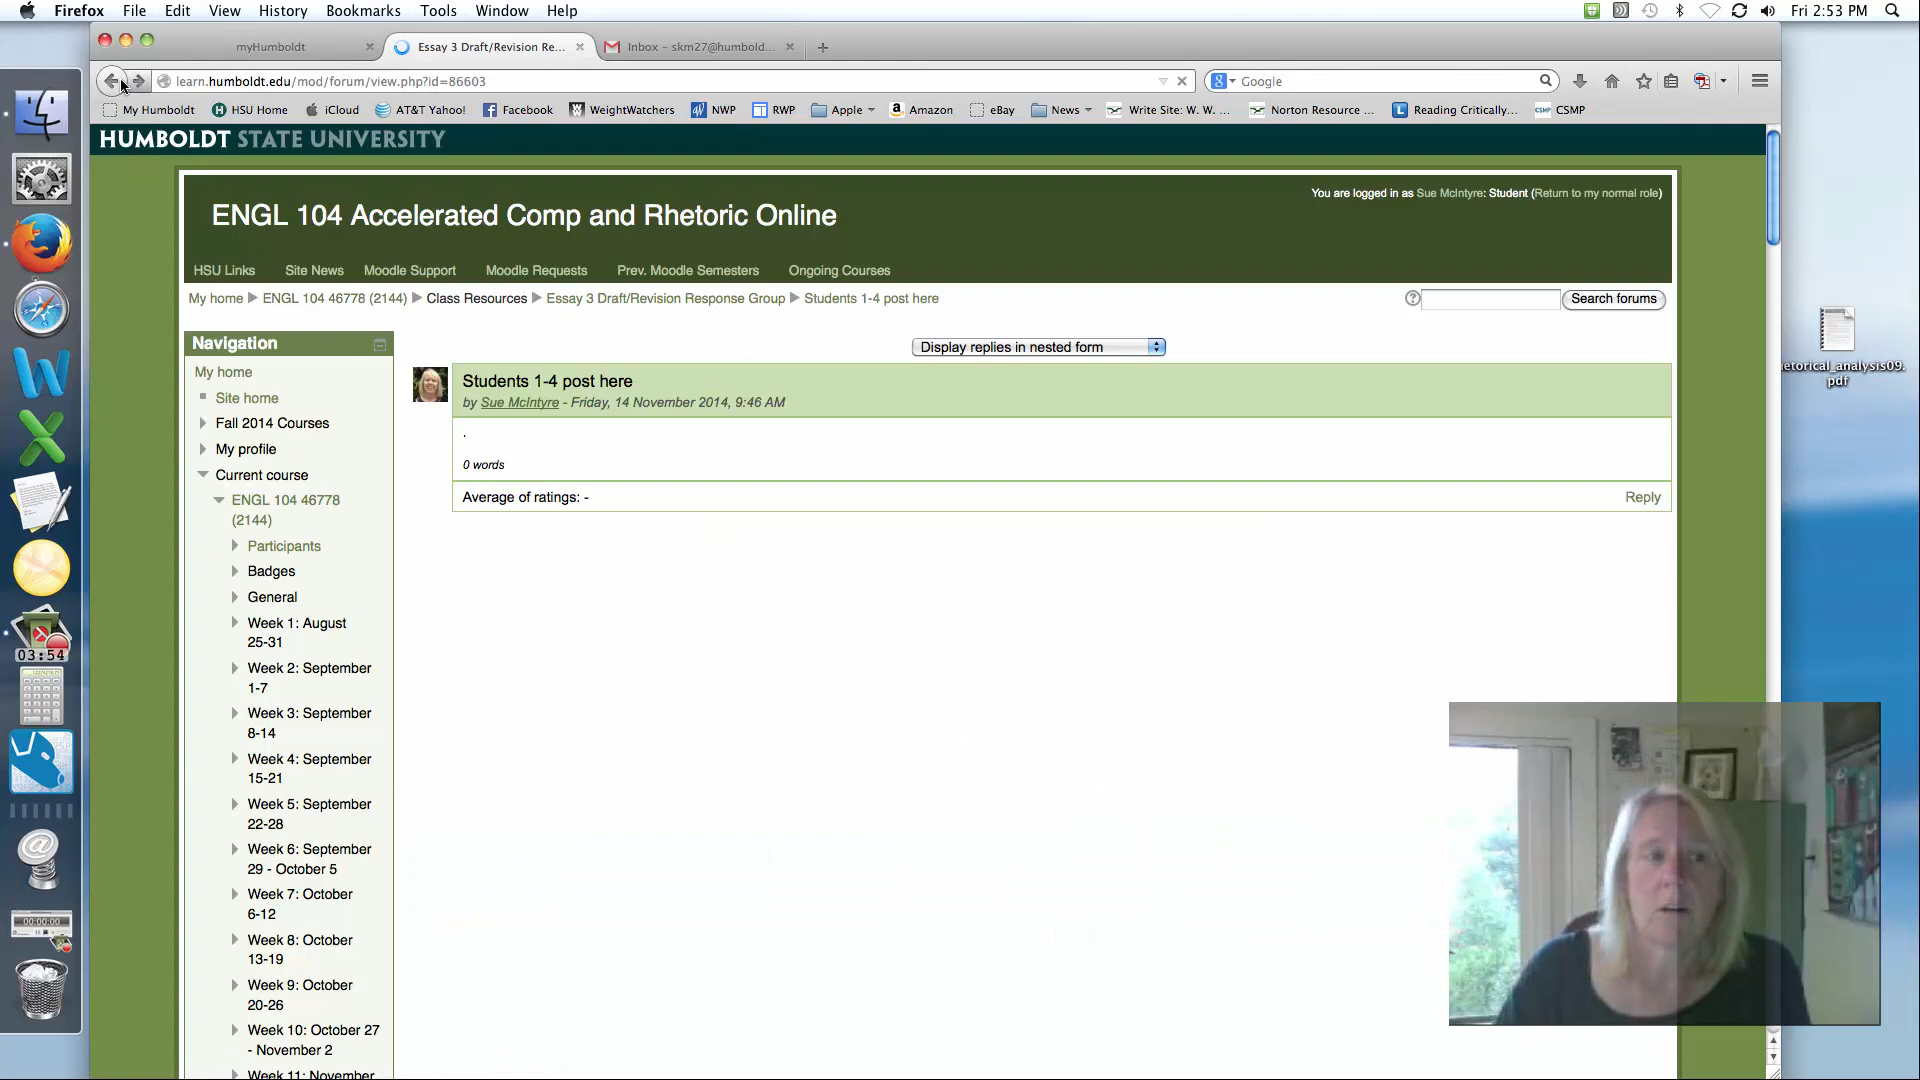 Firefox File Edit View History Bookmarks Tools Window Help Fri 2:53 PM
myHumboldt Essay 3 Draft/Revision Re... Inbox - skm27@humbold...
learn.humboldt.edu/mod/forum/view.php?id=86603 Google
My Humboldt HSU Home iCloud AT&T Yahoo! Facebook WeightWatchers NWP RWP Apple Amazon eBay News Write Site: W. W. ... Norton Resource ... Reading Critically... CSMP
HUMBOLDT STATE UNIVERSITY
You are logged in as Sue McIntyre: Student (Return to my normal role)
ENGL 104 Accelerated Comp and Rhetoric Online
HSU Links Site News Moodle Support Moodle Requests Prev. Moodle Semesters Ongoing Courses
My home ENGL 104 46778 (2144) Class Resources Essay 3 Draft/Revision Response Group Students 1-4 post here Search forums
Navigation
My home
Site home
Fall 2014 Courses
My profile
Current course
ENGL 104 46778
(2144)
Participants
Badges
General
Week 1: August
25-31
Week 2: September
1-7
Week 3: September
8-14
Week 4: September
15-21
Week 5: September
22-28
Week 6: September
29 - October 5
Week 7: October
6-12
Week 8: October
13-19
Week 9: October
20-26
Week 10: October 27
- November 2
Week 11: November
Display replies in nested form
Students 1-4 post here
by Sue McIntyre - Friday, 14 November 2014, 9:46 AM
.
0 words
Average of ratings: - Reply
etorical_analysis09.
pdf
03:54
00:00:00